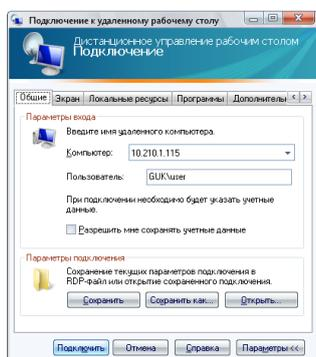 Подключение к удаленному рабочему столу
Дистанционное управление рабочим столом
Подключение
Общие Экран Локальные ресурсы Программы Дополнительы
Параметры входа
Введите имя удаленного компьютера.
Компьютер: 10.210.1.115
Пользователь: GUK\user
При подключении необходимо будет указать учетные
данные.
Разрешить мне сохранять учетные данные
Параметры подключения
Сохранение текущих параметров подключения в
RDP-файл или открытие сохраненного подключения.
Сохранить Сохранить как... Открыть...
Подключить Отмена Справка Параметры <<